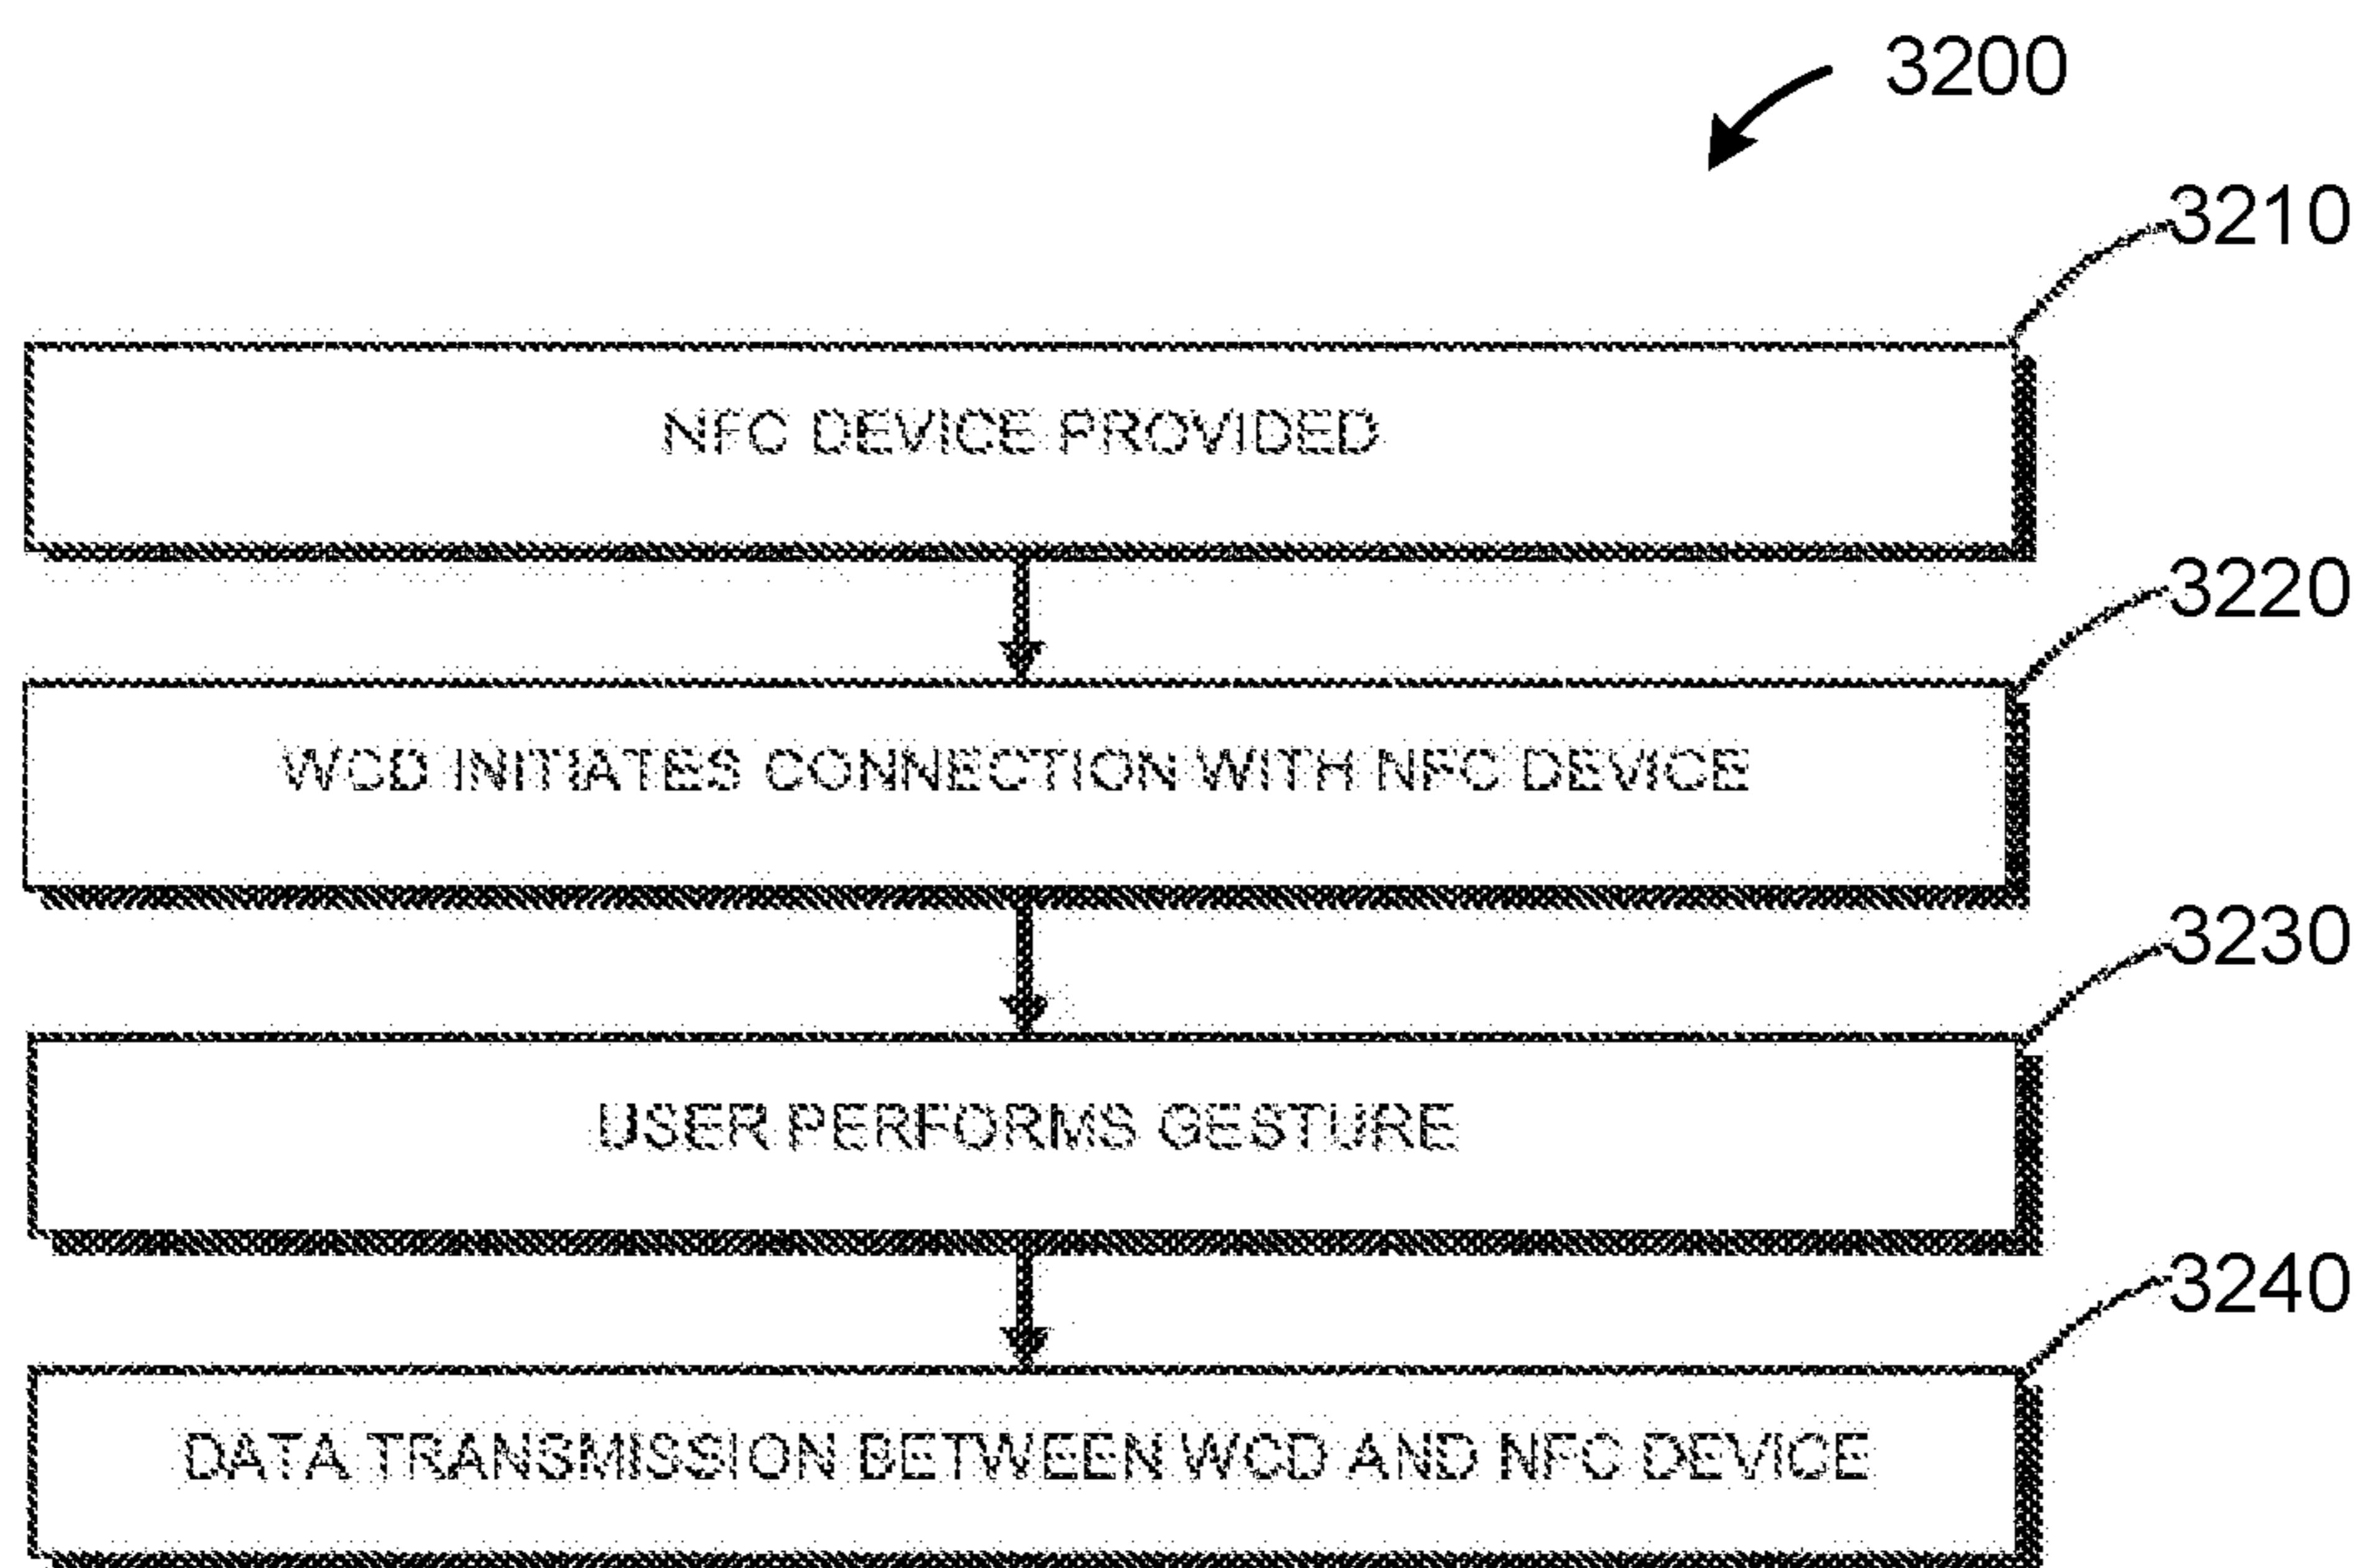 3200
3210
NFC DEVICE PROVIDED
3220
WCD INITIATES CONNECTION WITH NFC DEVICE
3230
USER PERFORMS GESTURE
3240
DATA TRANSMISSION BETWEEN WCD AND NFC DEVICE